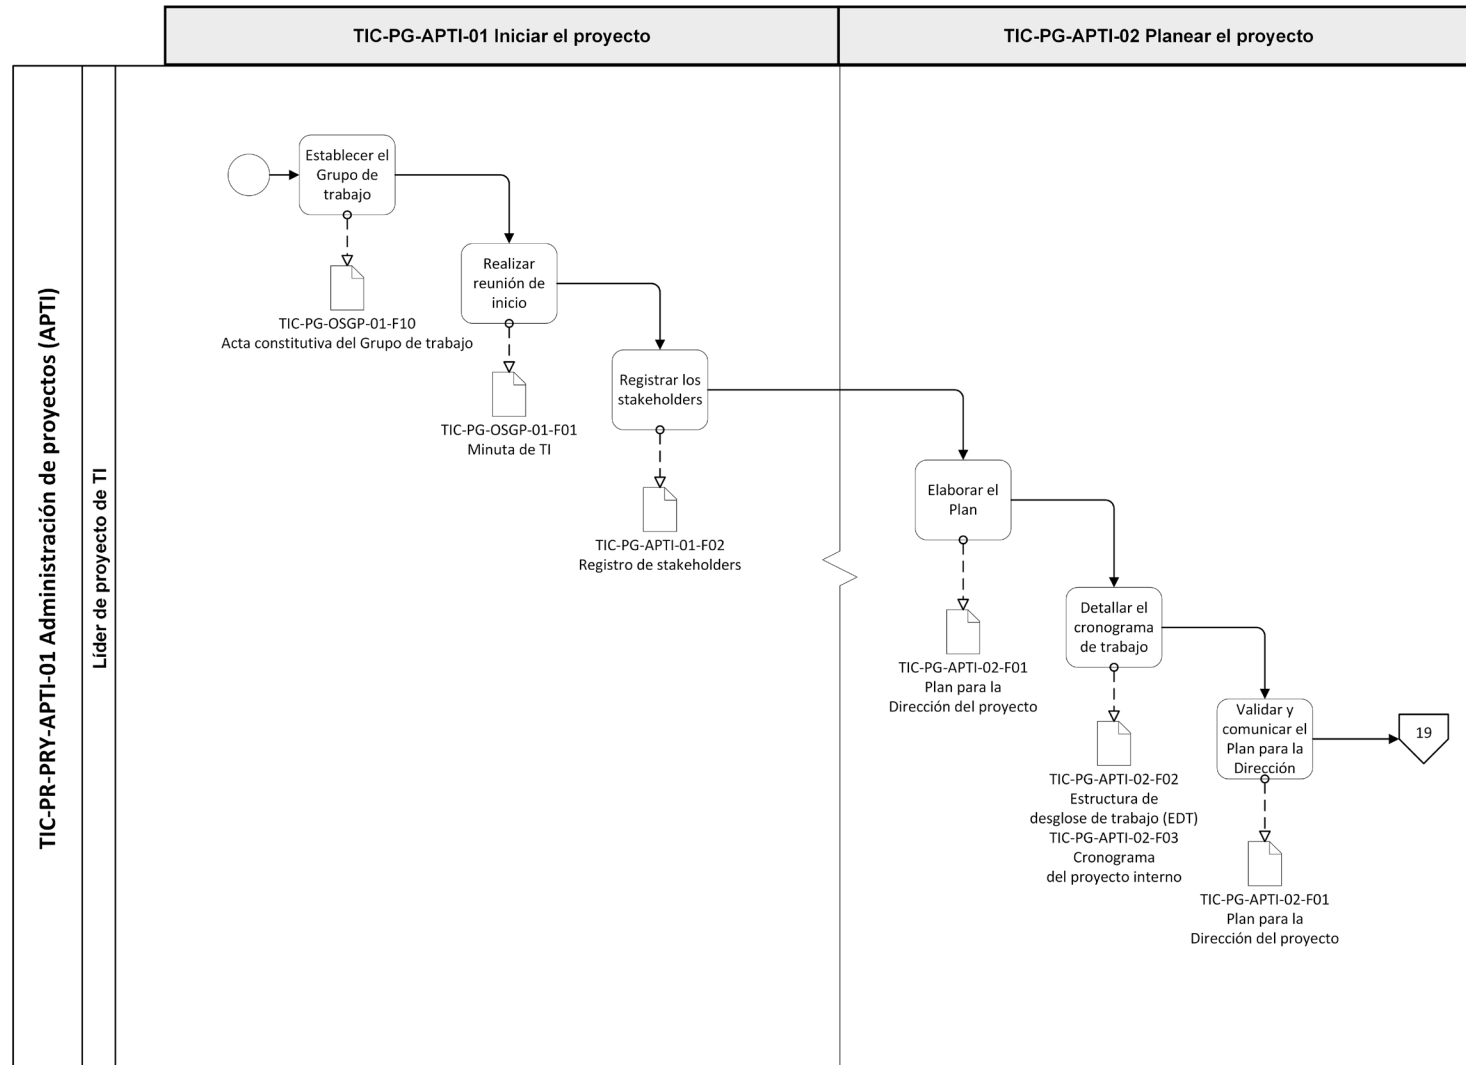 TIC-PG-APTI-01 Iniciar el proyecto
TIC-PG-APTI-02 Planear el proyecto
TIC-PR-PRY-APTI-01 Administración de proyectos (APTI)
Líder de proyecto de TI
Establecer el
Grupo de
trabajo
TIC-PG-OSGP-01-F10
Acta constitutiva del Grupo de trabajo
Realizar
reunión de
inicio
TIC-PG-OSGP-01-F01
Minuta de TI
Registrar los
stakeholders
TIC-PG-APTI-01-F02
Registro de stakeholders
Elaborar el
Plan
TIC-PG-APTI-02-F01
Plan para la
Dirección del proyecto
Detallar el
cronograma
de trabajo
TIC-PG-APTI-02-F02
Estructura de
desglose de trabajo (EDT)
TIC-PG-APTI-02-F03
Cronograma
del proyecto interno
Validar y
comunicar el
Plan para la
Dirección
TIC-PG-APTI-02-F01
Plan para la
Dirección del proyecto
19